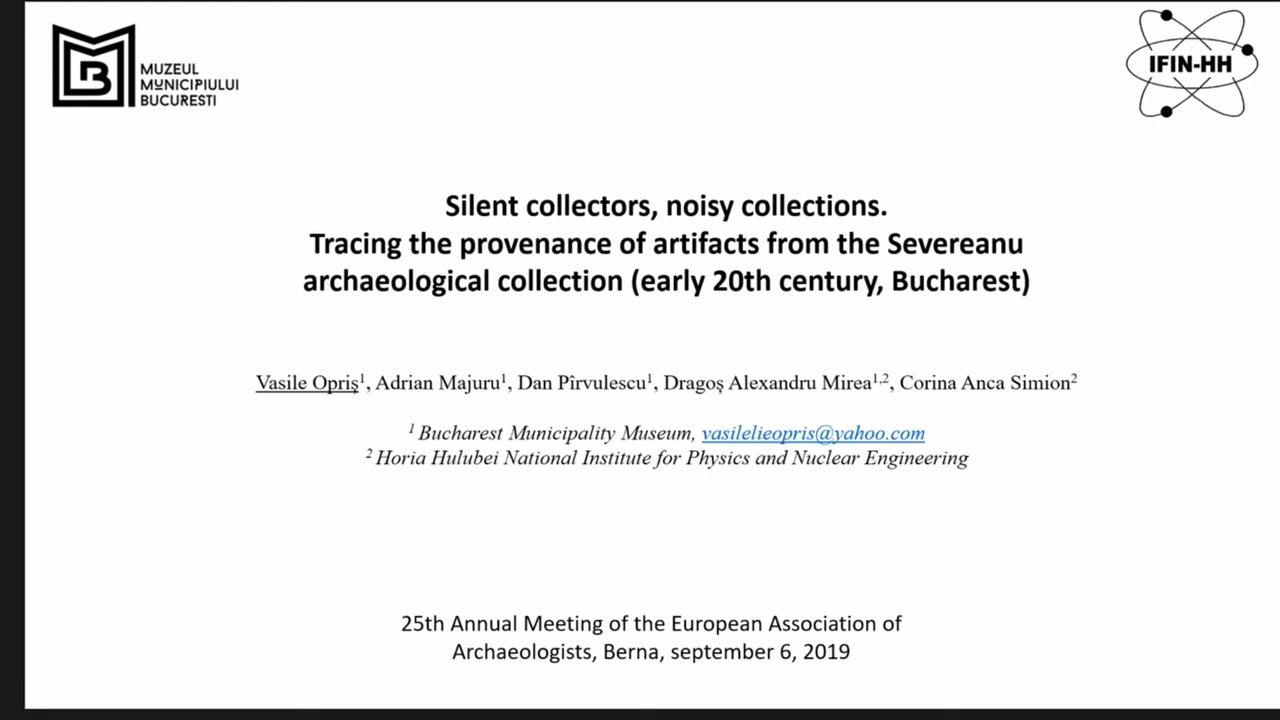 MUZEUL
MUNICIPIULUI
BUCURESTI
IFIN-HH
Silent collectors, noisy collections.
Tracing the provenance of artifacts from the Severeanu
archaeological collection (early 20th century, Bucharest)
Vasile Opriș¹, Adrian Majuru¹, Dan Pîrvulescu¹, Dragoș Alexandru Mirea¹,², Corina Anca Simion²
¹ Bucharest Municipality Museum, vasilelieopris@yahoo.com
² Horia Hulubei National Institute for Physics and Nuclear Engineering
25th Annual Meeting of the European Association of
Archaeologists, Berna, september 6, 2019